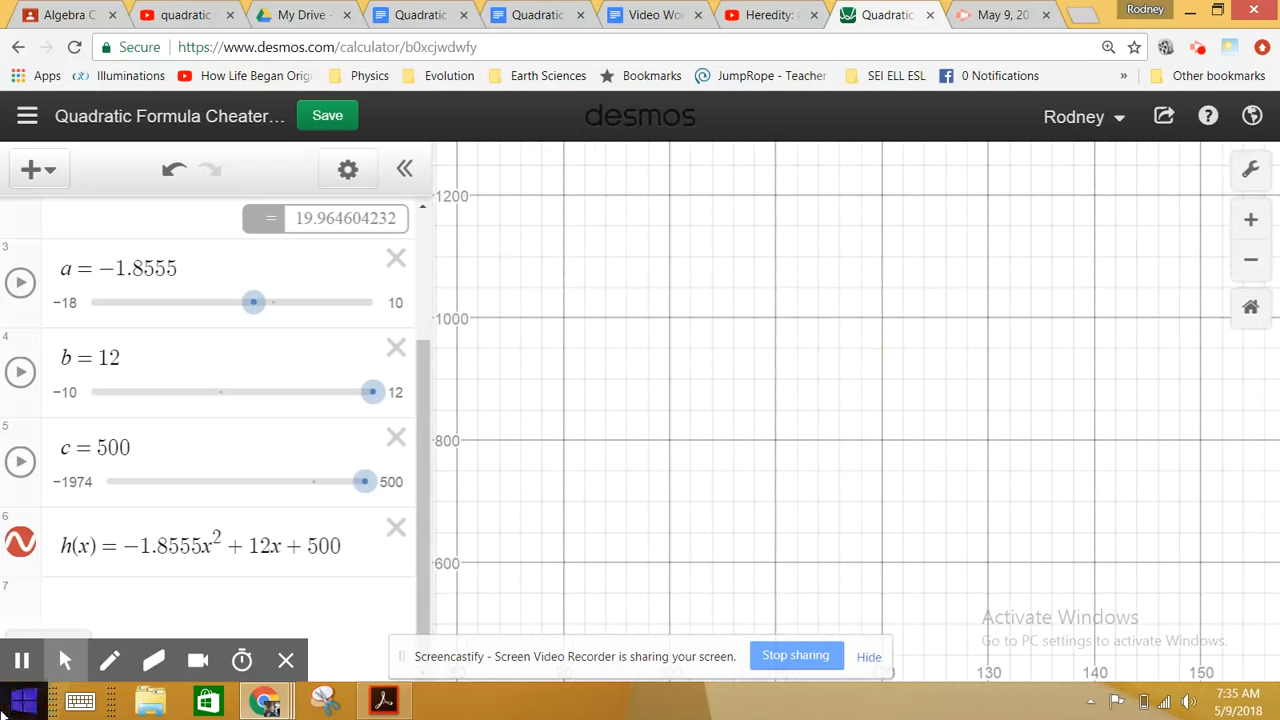 Algebra C
quadratic
My Drive -
Quadratic
Quadratic
Video Wo
Heredity:
Quadratic
May 9, 20
Rodney
Secure
https://www.desmos.com/calculator/b0xcjwdwfy
Apps
Illuminations
How Life Began Orig
Physics
Evolution
Earth Sciences
Bookmarks
JumpRope - Teacher
SEI ELL ESL
0 Notifications
»
Other bookmarks
Quadratic Formula Cheater...
Save
desmos
Rodney
= 19.964604232
3
a = −1.8555
-18
10
4
b = 12
-10
12
5
c = 500
-1974
500
6
h(x) = −1.8555x² + 12x + 500
7
1200
1000
800
600
120
130
140
150
Activate Windows
Go to PC settings to activate Windows.
Screencastify - Screen Video Recorder is sharing your screen.
Stop sharing
Hide
7:35 AM
5/9/2018